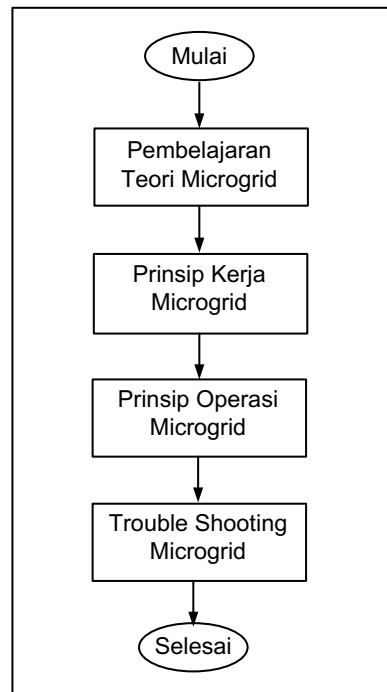 Mulai
Pembelajaran
Teori Microgrid
Prinsip Kerja
Microgrid
Prinsip Operasi
Microgrid
Trouble Shooting
Microgrid
Selesai